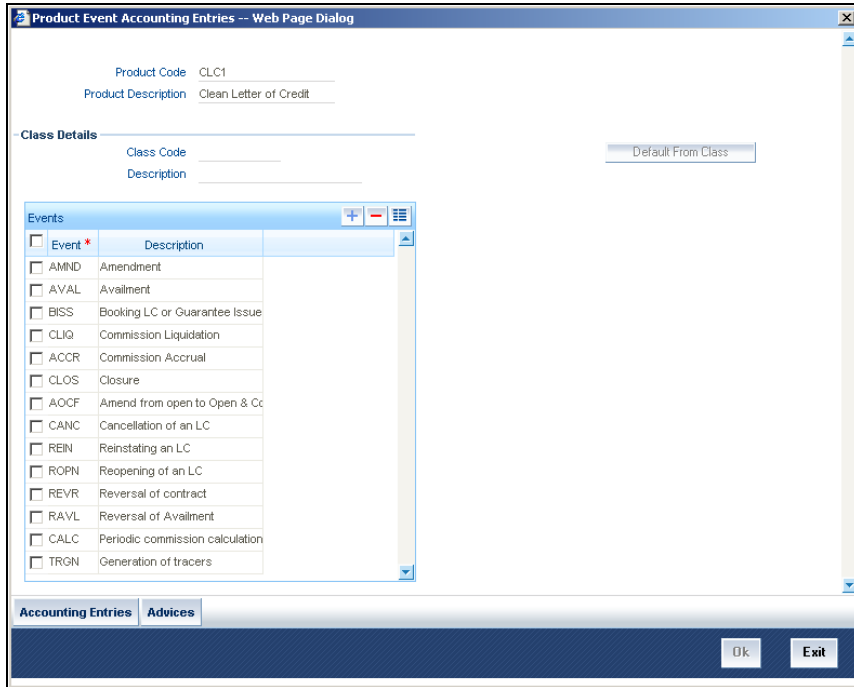 Product Event Accounting Entries -- Web Page Dialog
Product Code CLC1
Product Description Clean Letter of Credit
Class Details
Class Code
Default From Class
Description
Events
Event * Description
AMND Amendment
AVAL Availment
BISS Booking LC or Guarantee Issue
CLIQ Commission Liquidation
ACCR Commission Accrual
CLOS Closure
AOCF Amend from open to Open & Co
CANC Cancellation of an LC
REIN Reinstating an LC
ROPN Reopening of an LC
REVR Reversal of contract
RAVL Reversal of Availment
CALC Periodic commission calculation
TRGN Generation of tracers
Accounting Entries Advices
Ok Exit